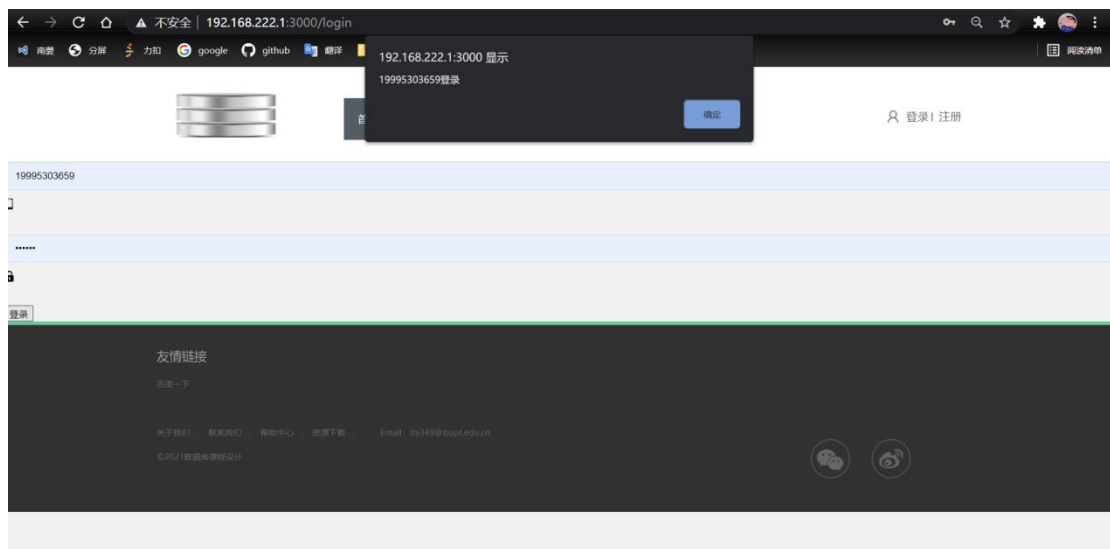 不安全 | 192.168.222.1:3000/login
南墊 分屏 力扣 google github 翻译
阅读清单
192.168.222.1:3000 显示
19995303659登录
确定
首
登录 | 注册
19995303659
••••••
登录
友情链接
百度一下
关于我们 联系我们 帮助中心 资源下载 Email: lty349@bupt.edu.cn
©2021数据库课程设计